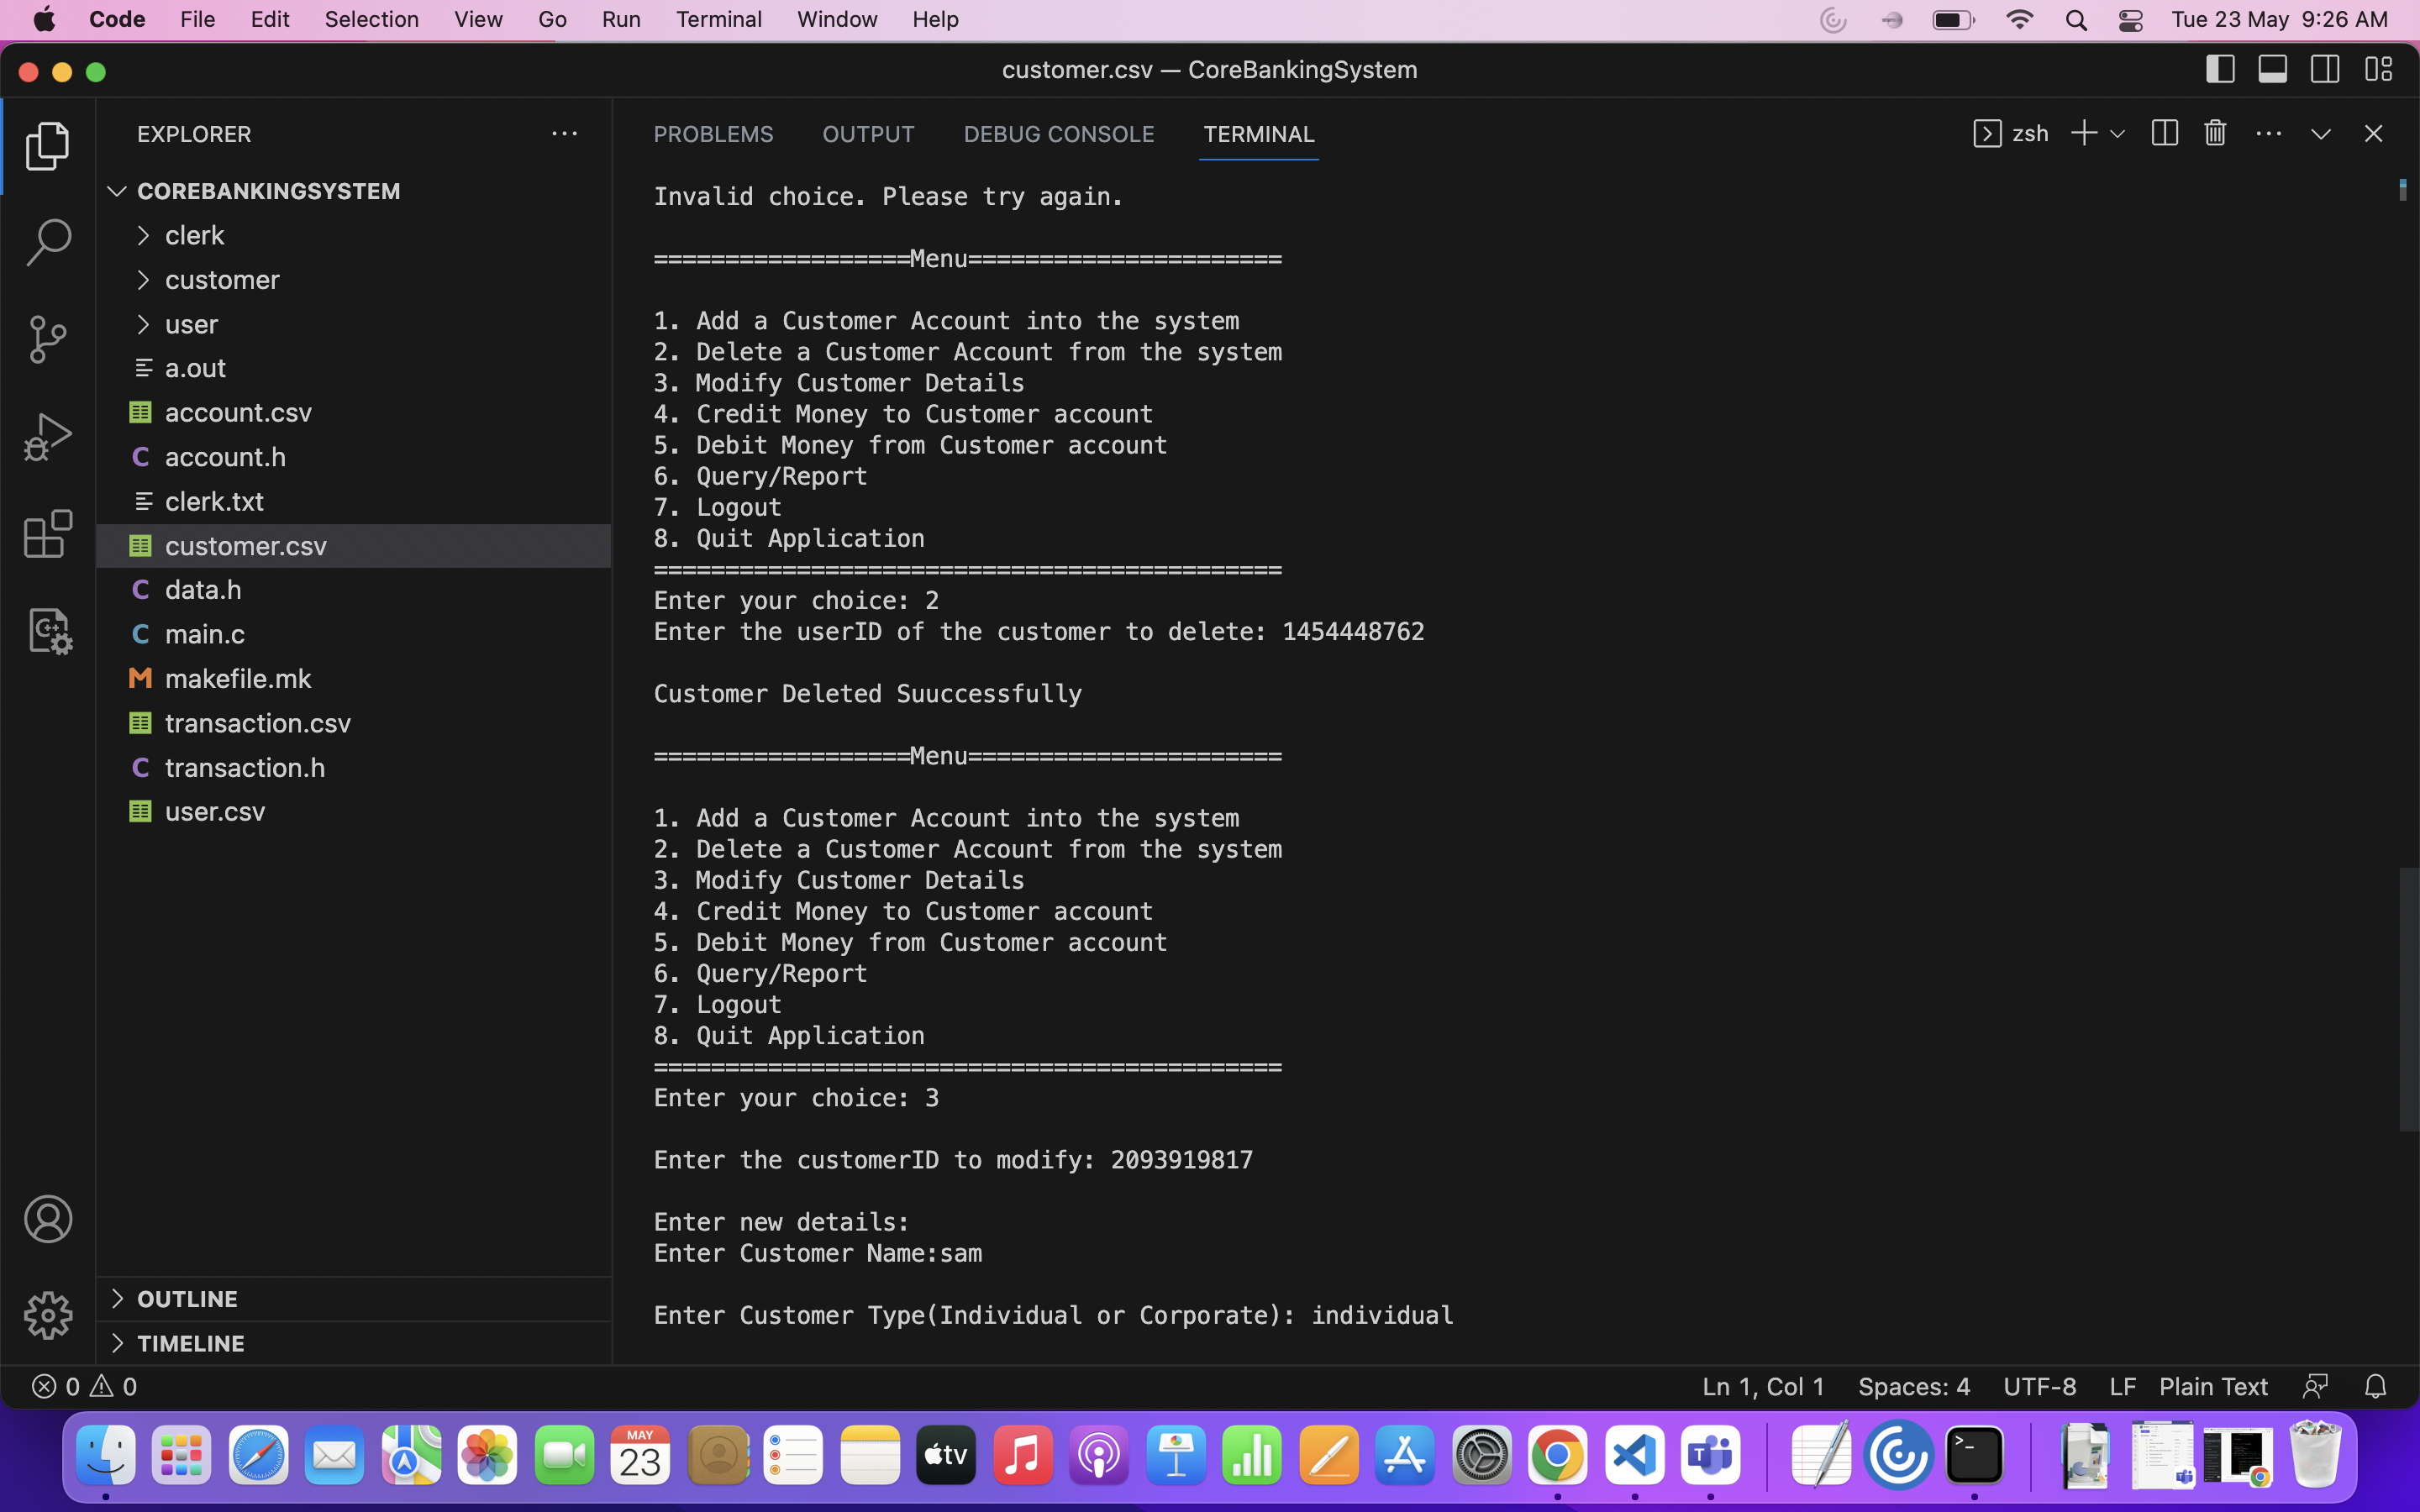 Code File Edit Selection View Go Run Terminal Window Help Tue 23 May 9:26 AM
customer.csv — CoreBankingSystem
EXPLORER
COREBANKINGSYSTEM
clerk
customer
user
a.out
account.csv
C account.h
clerk.txt
customer.csv
C data.h
C main.c
M makefile.mk
transaction.csv
C transaction.h
user.csv
OUTLINE
TIMELINE
PROBLEMS OUTPUT DEBUG CONSOLE TERMINAL zsh
Invalid choice. Please try again.
==================Menu======================
1. Add a Customer Account into the system
2. Delete a Customer Account from the system
3. Modify Customer Details
4. Credit Money to Customer account
5. Debit Money from Customer account
6. Query/Report
7. Logout
8. Quit Application
============================================
Enter your choice: 2
Enter the userID of the customer to delete: 1454448762
Customer Deleted Suuccessfully
==================Menu======================
1. Add a Customer Account into the system
2. Delete a Customer Account from the system
3. Modify Customer Details
4. Credit Money to Customer account
5. Debit Money from Customer account
6. Query/Report
7. Logout
8. Quit Application
============================================
Enter your choice: 3
Enter the customerID to modify: 2093919817
Enter new details:
Enter Customer Name:sam
Enter Customer Type(Individual or Corporate): individual
0 0 Ln 1, Col 1 Spaces: 4 UTF-8 LF Plain Text
MAY
23
tv